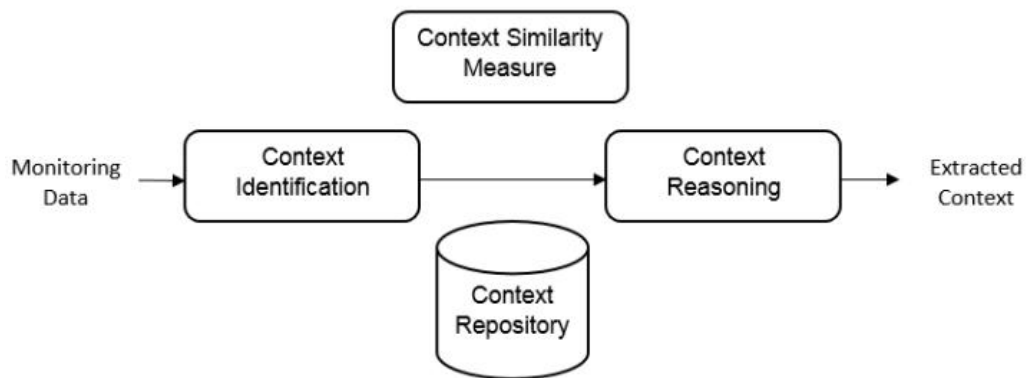 Context Similarity
Measure
Monitoring
Data
Context
Identification
Context
Reasoning
Extracted
Context
Context
Repository